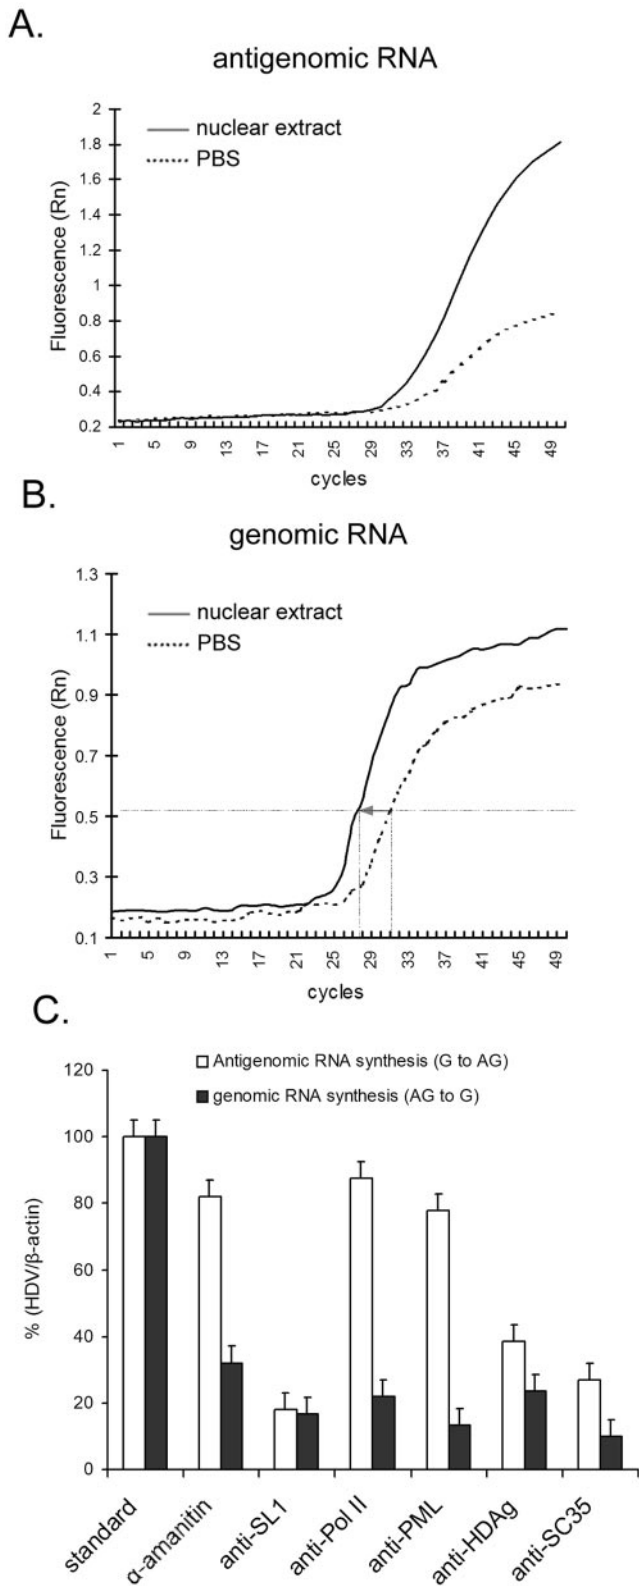 A.
antigenomic RNA
2
1.8
1.6
1.4
1.2
1
0.8
0.6
0.4
0.2
nuclear extract
PBS
Fluorescence (Rn)
1 5 9 13 17 21 25 29 33 37 41 45 49
cycles
B.
genomic RNA
1.3
1.1
0.9
0.7
0.5
0.3
0.1
nuclear extract
PBS
Fluorescence (Rn)
1 5 9 13 17 21 25 29 33 37 41 45 49
cycles
C.
Antigenomic RNA synthesis (G to AG)
genomic RNA synthesis (AG to G)
120
100
80
60
40
20
0
% (HDV/β-actin)
standard
α-amanitin
anti-SL1
anti-Pol II
anti-PML
anti-HDAg
anti-SC35